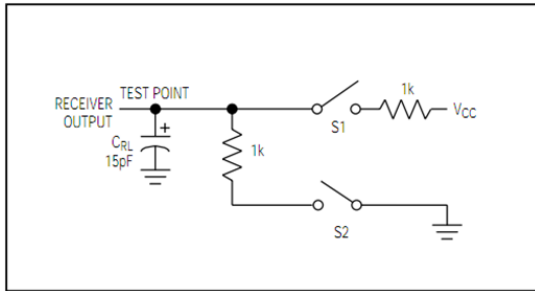 TEST POINT
RECEIVER
OUTPUT
CRL
15pF
1k
S1
1k
VCC
S2